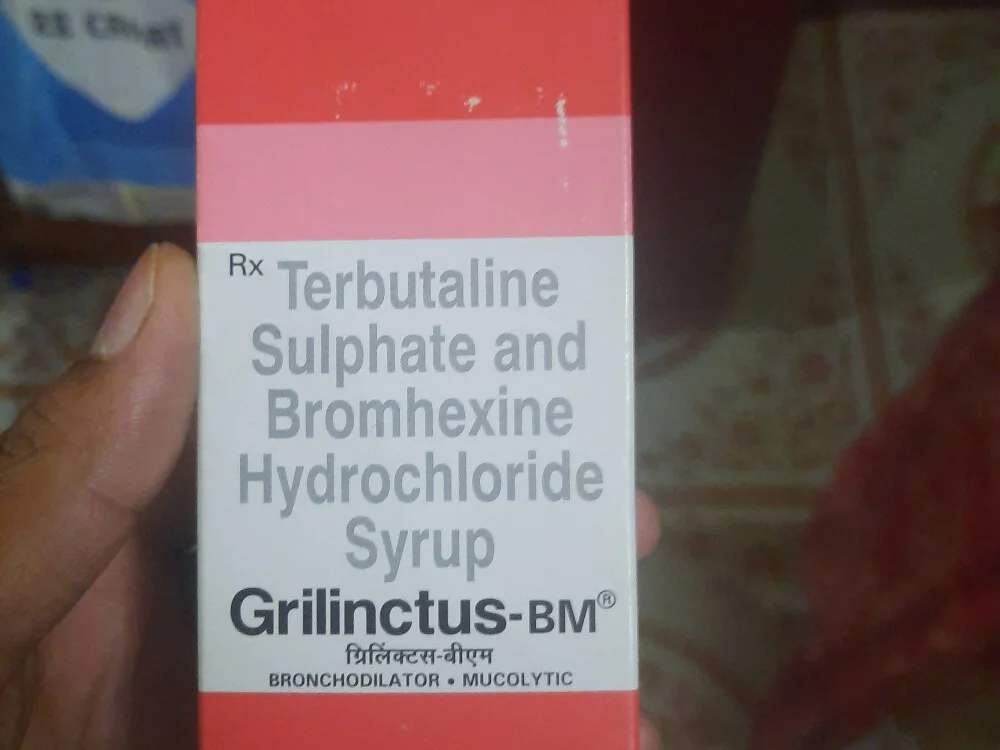 Rx Terbutaline
Sulphate and
Bromhexine
Hydrochloride
Syrup
Grilinctus-BM®
ग्रिलिंक्टस-बीएम
BRONCHODILATOR • MUCOLYTIC